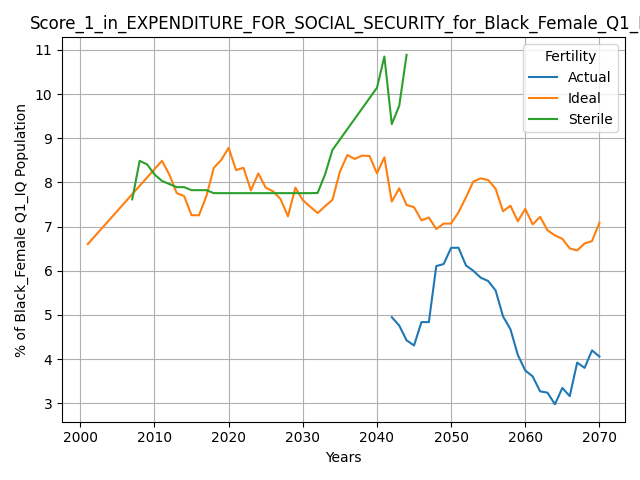 Score_1_in_EXPENDITURE_FOR_SOCIAL_SECURITY_for_Black_Female_Q1_
Fertility
Actual
Ideal
Sterile
% of Black_Female Q1_IQ Population
11
10
9
8
7
6
5
4
3
2000 2010 2020 2030 2040 2050 2060 2070
Years